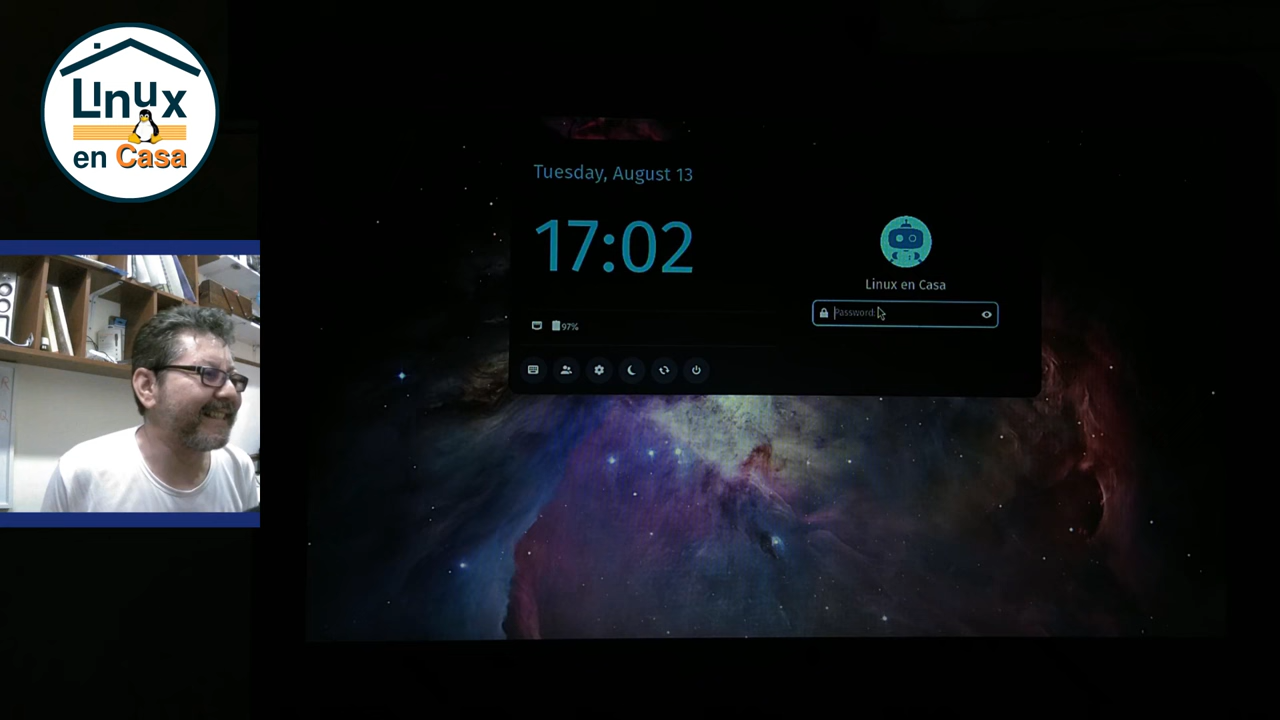 Linux
en Casa
Tuesday, August 13
17:02
97%
Linux en Casa
Password: